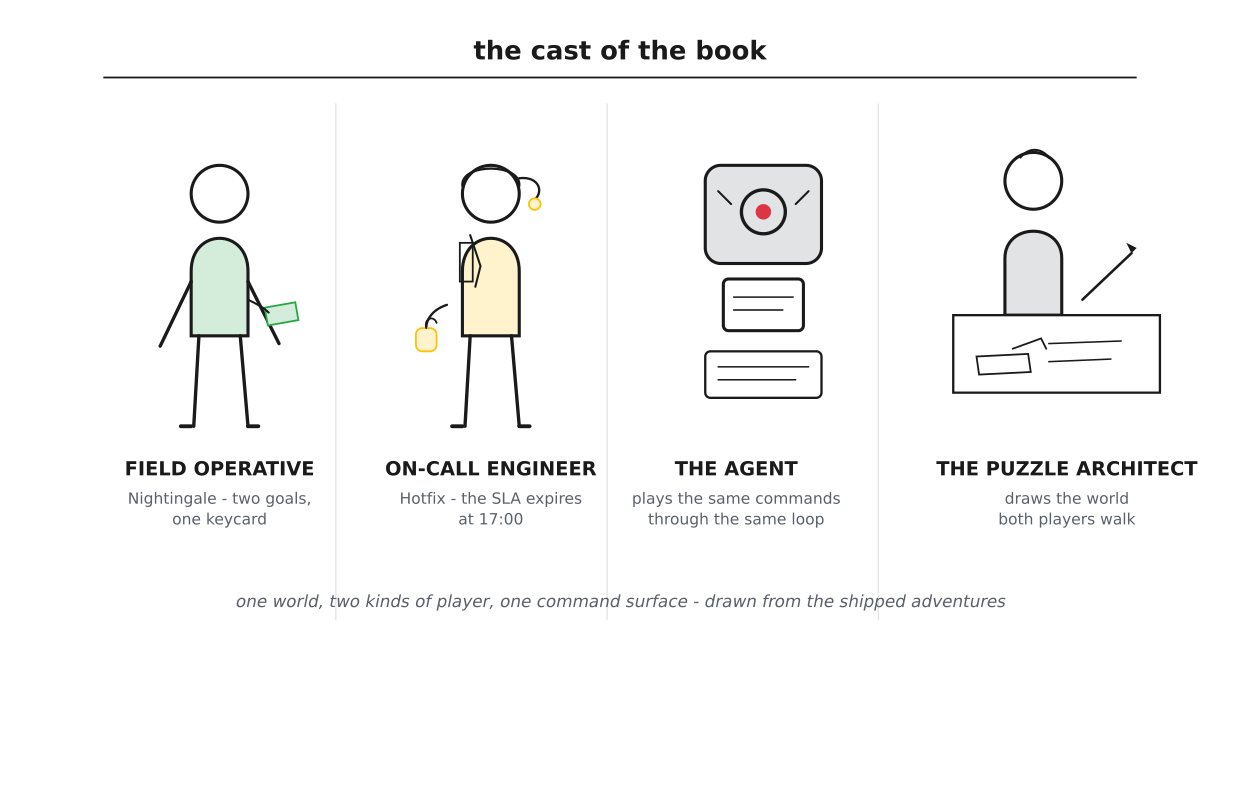 the cast of the book
FIELD OPERATIVE
Nightingale - two goals,
one keycard
ON-CALL ENGINEER
Hotfix - the SLA expires
at 17:00
THE AGENT
plays the same commands
through the same loop
THE PUZZLE ARCHITECT
draws the world
both players walk
one world, two kinds of player, one command surface - drawn from the shipped adventures